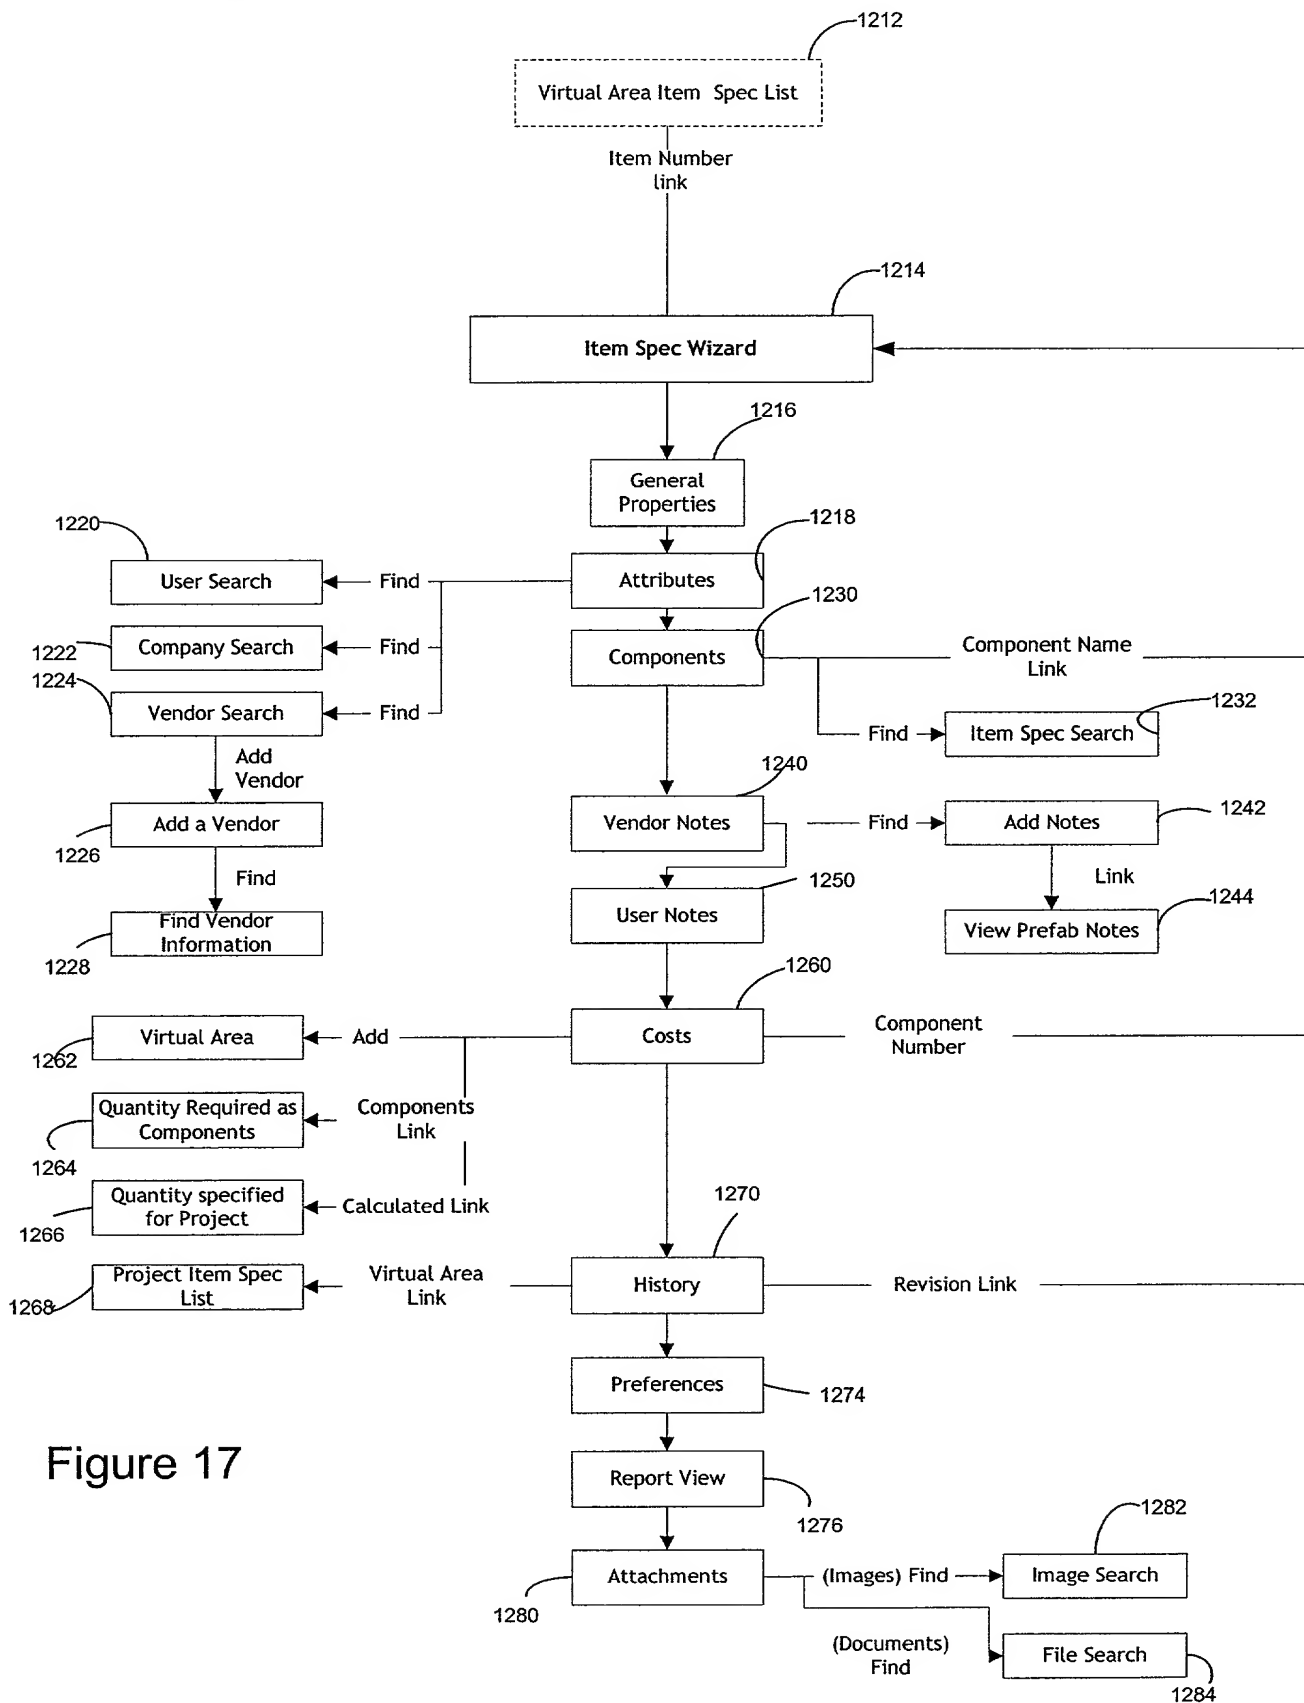 1212
Virtual Area Item Spec List
Item Number
link
1214
Item Spec Wizard
1216
General
Properties
1218
Attributes
1220
User Search
Find
1222
Company Search
Find
1224
Vendor Search
Find
Add
Vendor
Add a Vendor
1226
Find
Find Vendor
Information
1228
1230
Components
Component Name
Link
1232
Find
Item Spec Search
1240
Vendor Notes
Find
Add Notes
1242
Link
1244
View Prefab Notes
1250
User Notes
1260
Costs
Component
Number
Add
Virtual Area
1262
Components
Link
Quantity Required as
Components
1264
Calculated Link
Quantity specified
for Project
1266
1270
History
Revision Link
Virtual Area
Link
Project Item Spec
List
1268
Preferences
1274
Report View
1276
Attachments
1280
(Images) Find
Image Search
1282
(Documents)
Find
File Search
1284
Figure 17